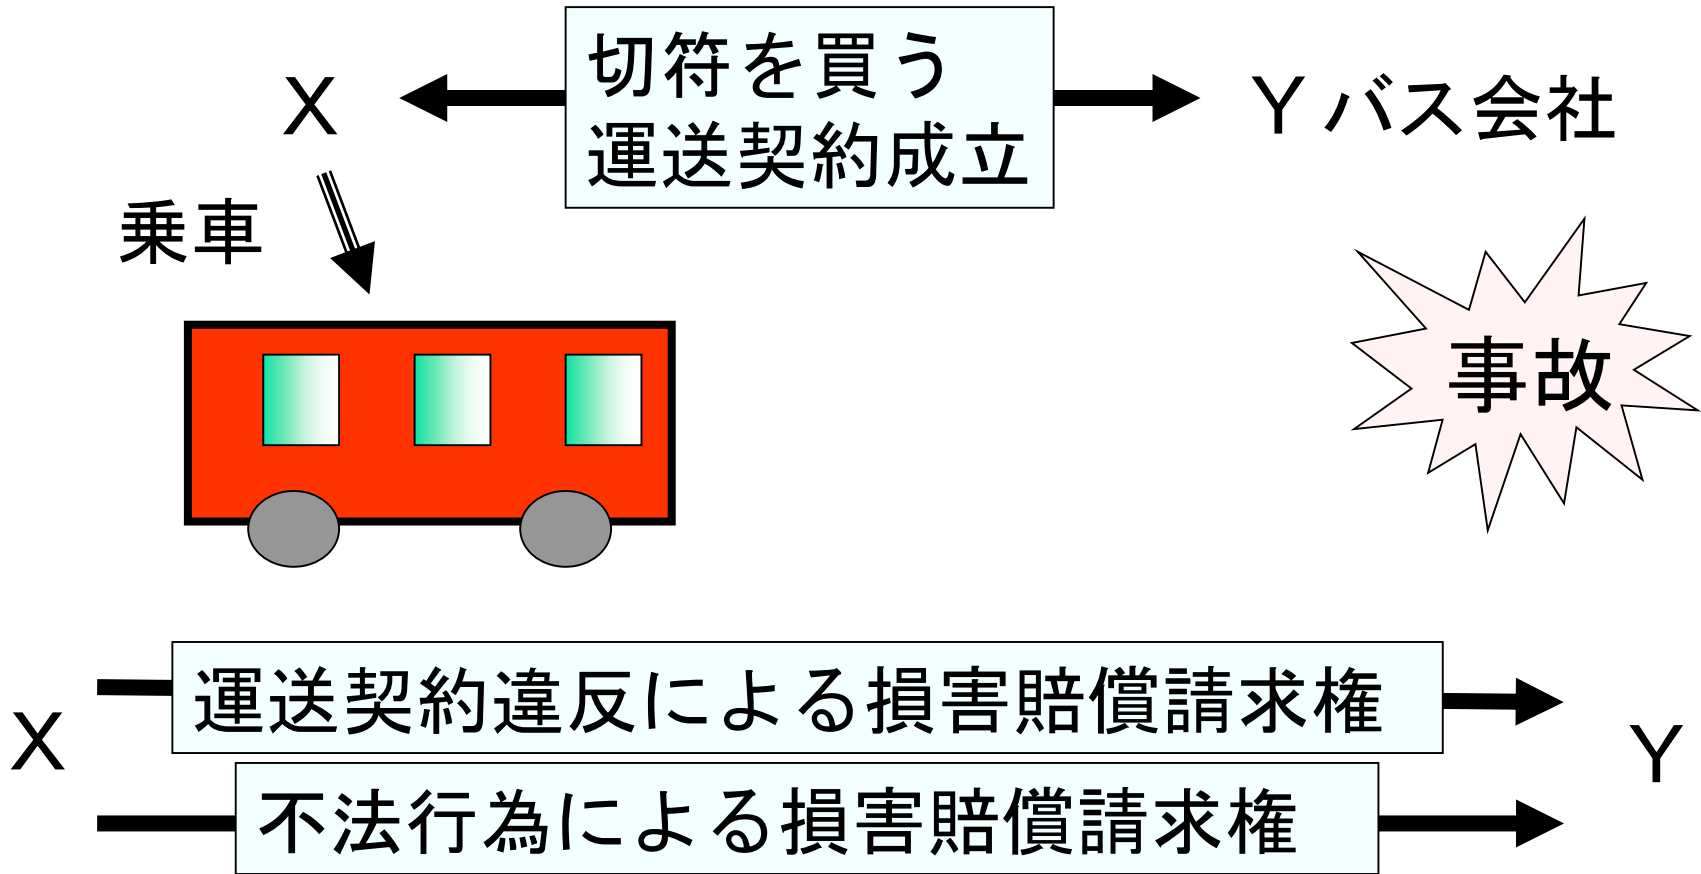 X
切符を買う
運送契約成立
Yバス会社
乗車
事故
運送契約違反による損害賠償請求権
X
Y
不法行為による損害賠償請求権